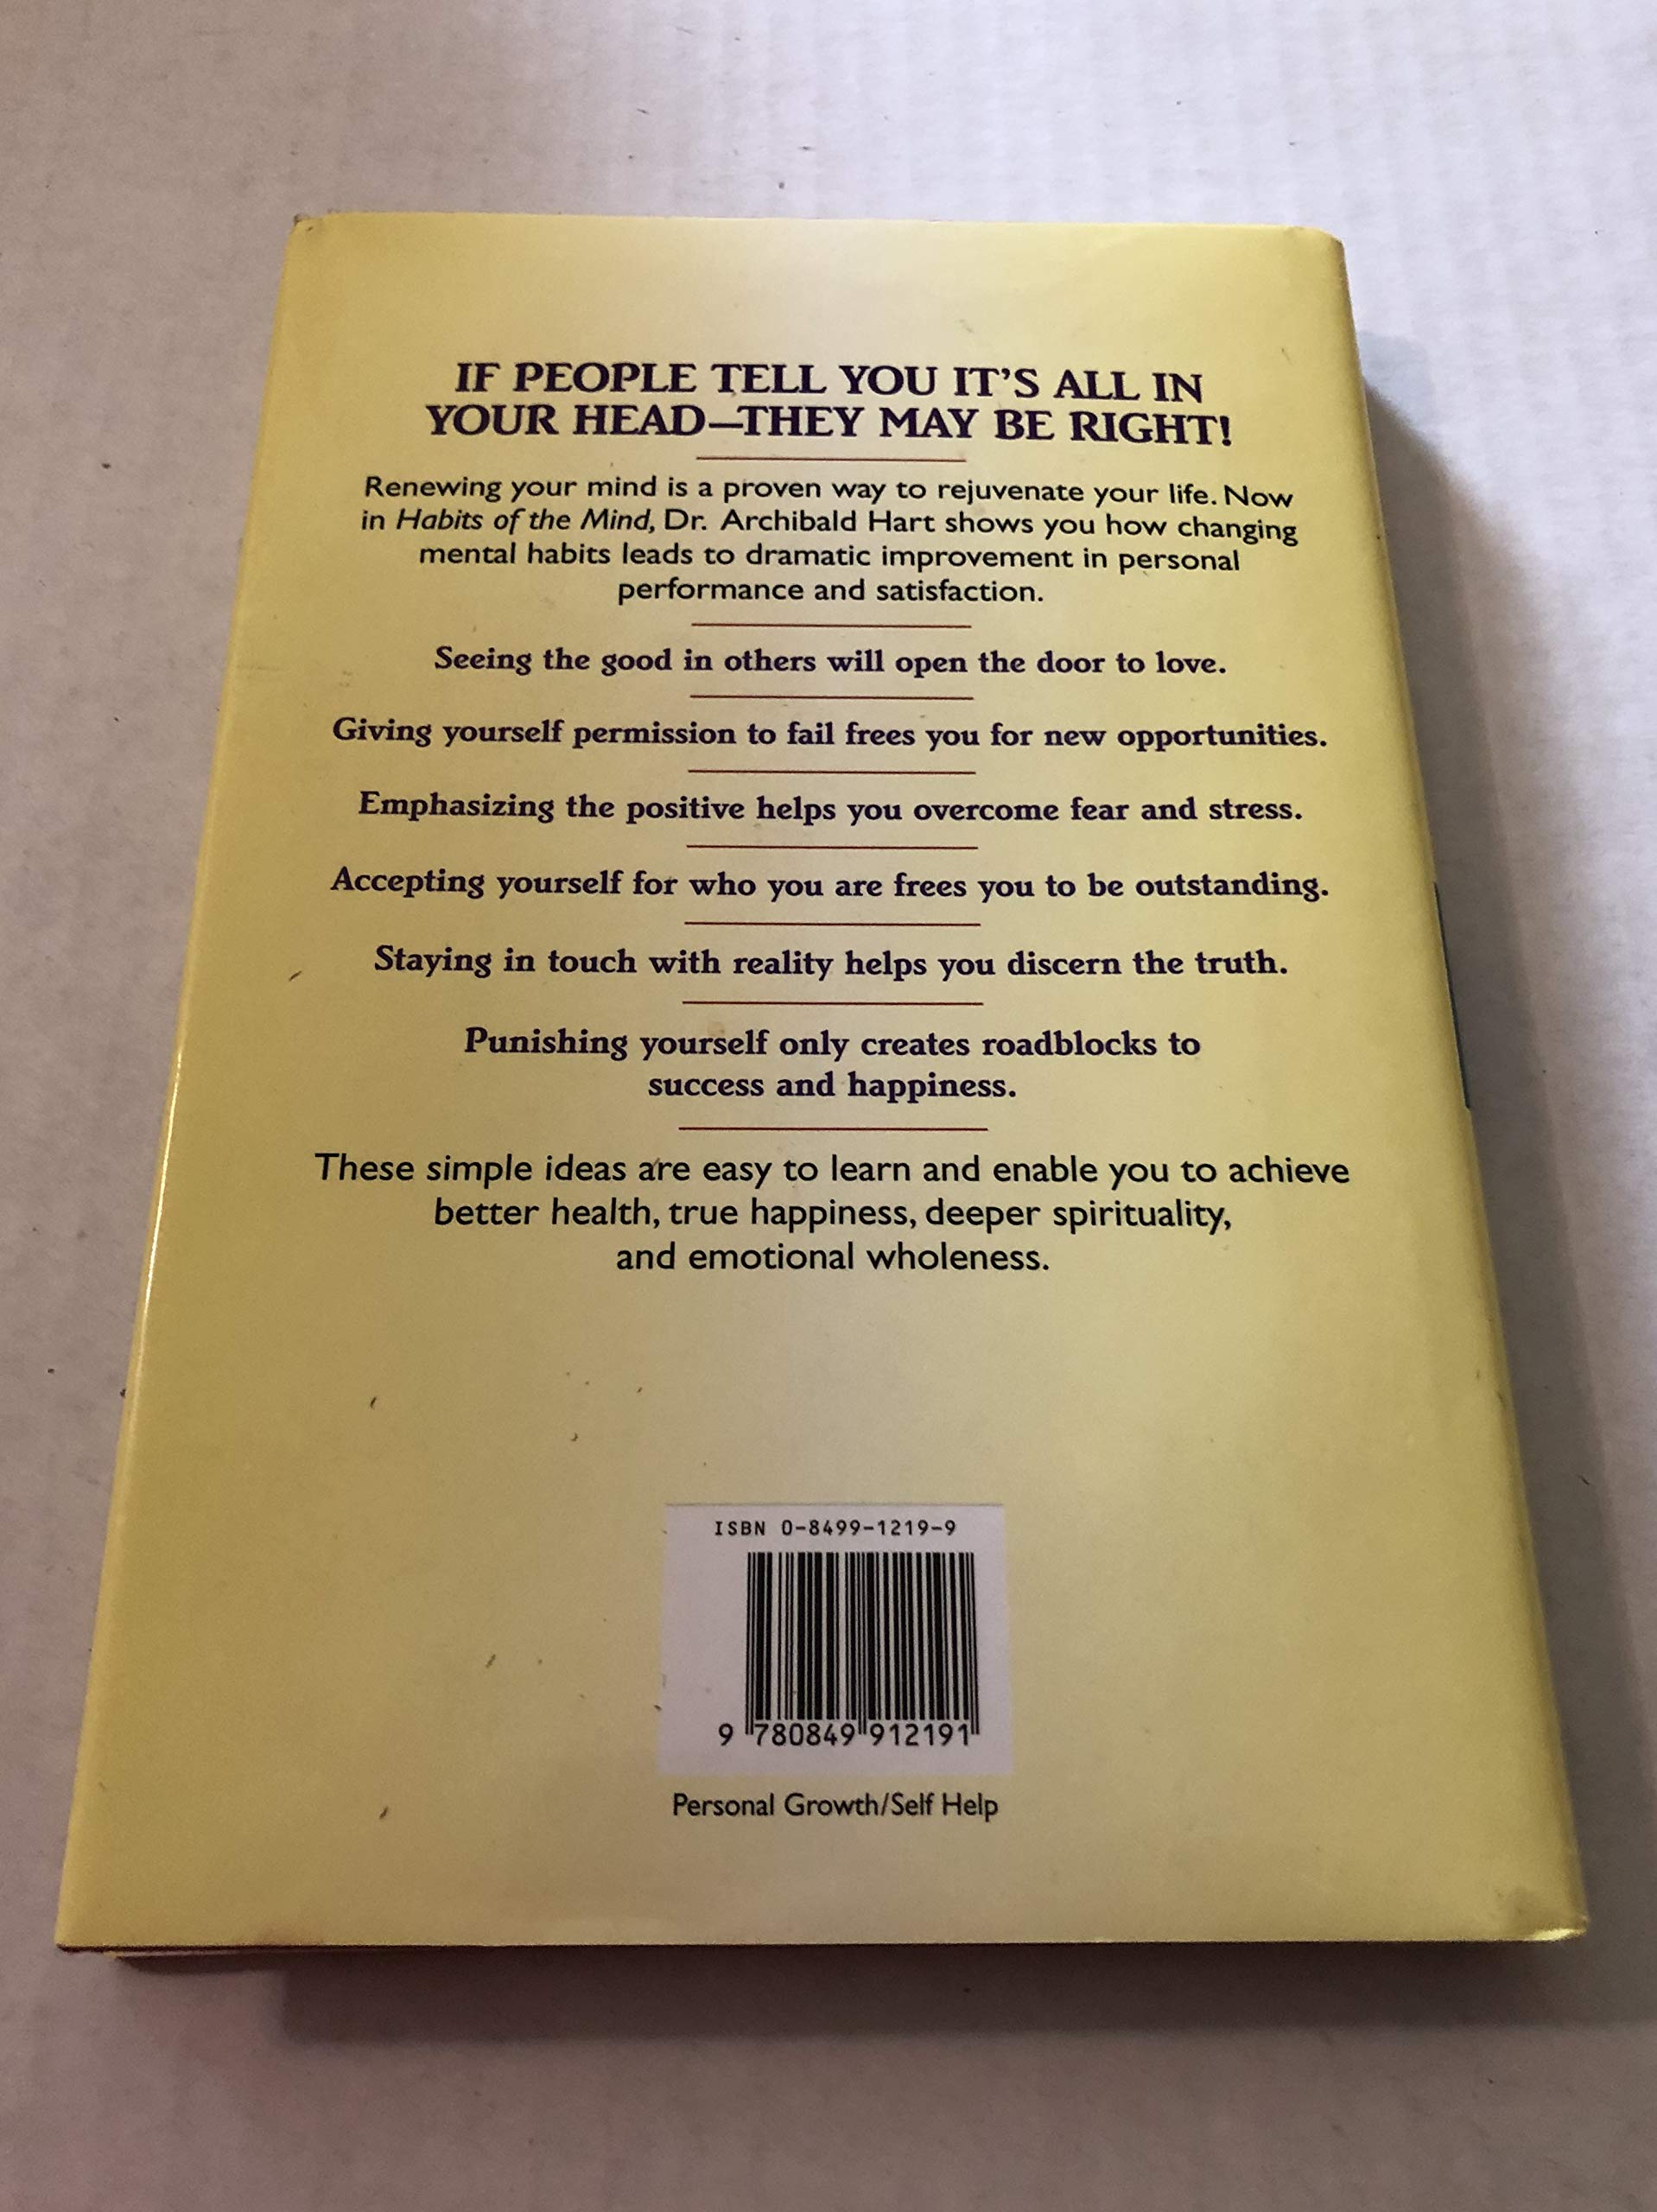 IF PEOPLE TELL YOU IT'S ALL IN
YOUR HEAD—THEY MAY BE RIGHT!
Renewing your mind is a proven way to rejuvenate your life. Now
in Habits of the Mind, Dr. Archibald Hart shows you how changing
mental habits leads to dramatic improvement in personal
performance and satisfaction.
Seeing the good in others will open the door to love.
Giving yourself permission to fail frees you for new opportunities.
Emphasizing the positive helps you overcome fear and stress.
Accepting yourself for who you are frees you to be outstanding.
Staying in touch with reality helps you discern the truth.
Punishing yourself only creates roadblocks to
success and happiness.
These simple ideas are easy to learn and enable you to achieve
better health, true happiness, deeper spirituality,
and emotional wholeness.
ISBN 0-8499-1219-9
9 780849 912191
Personal Growth/Self Help